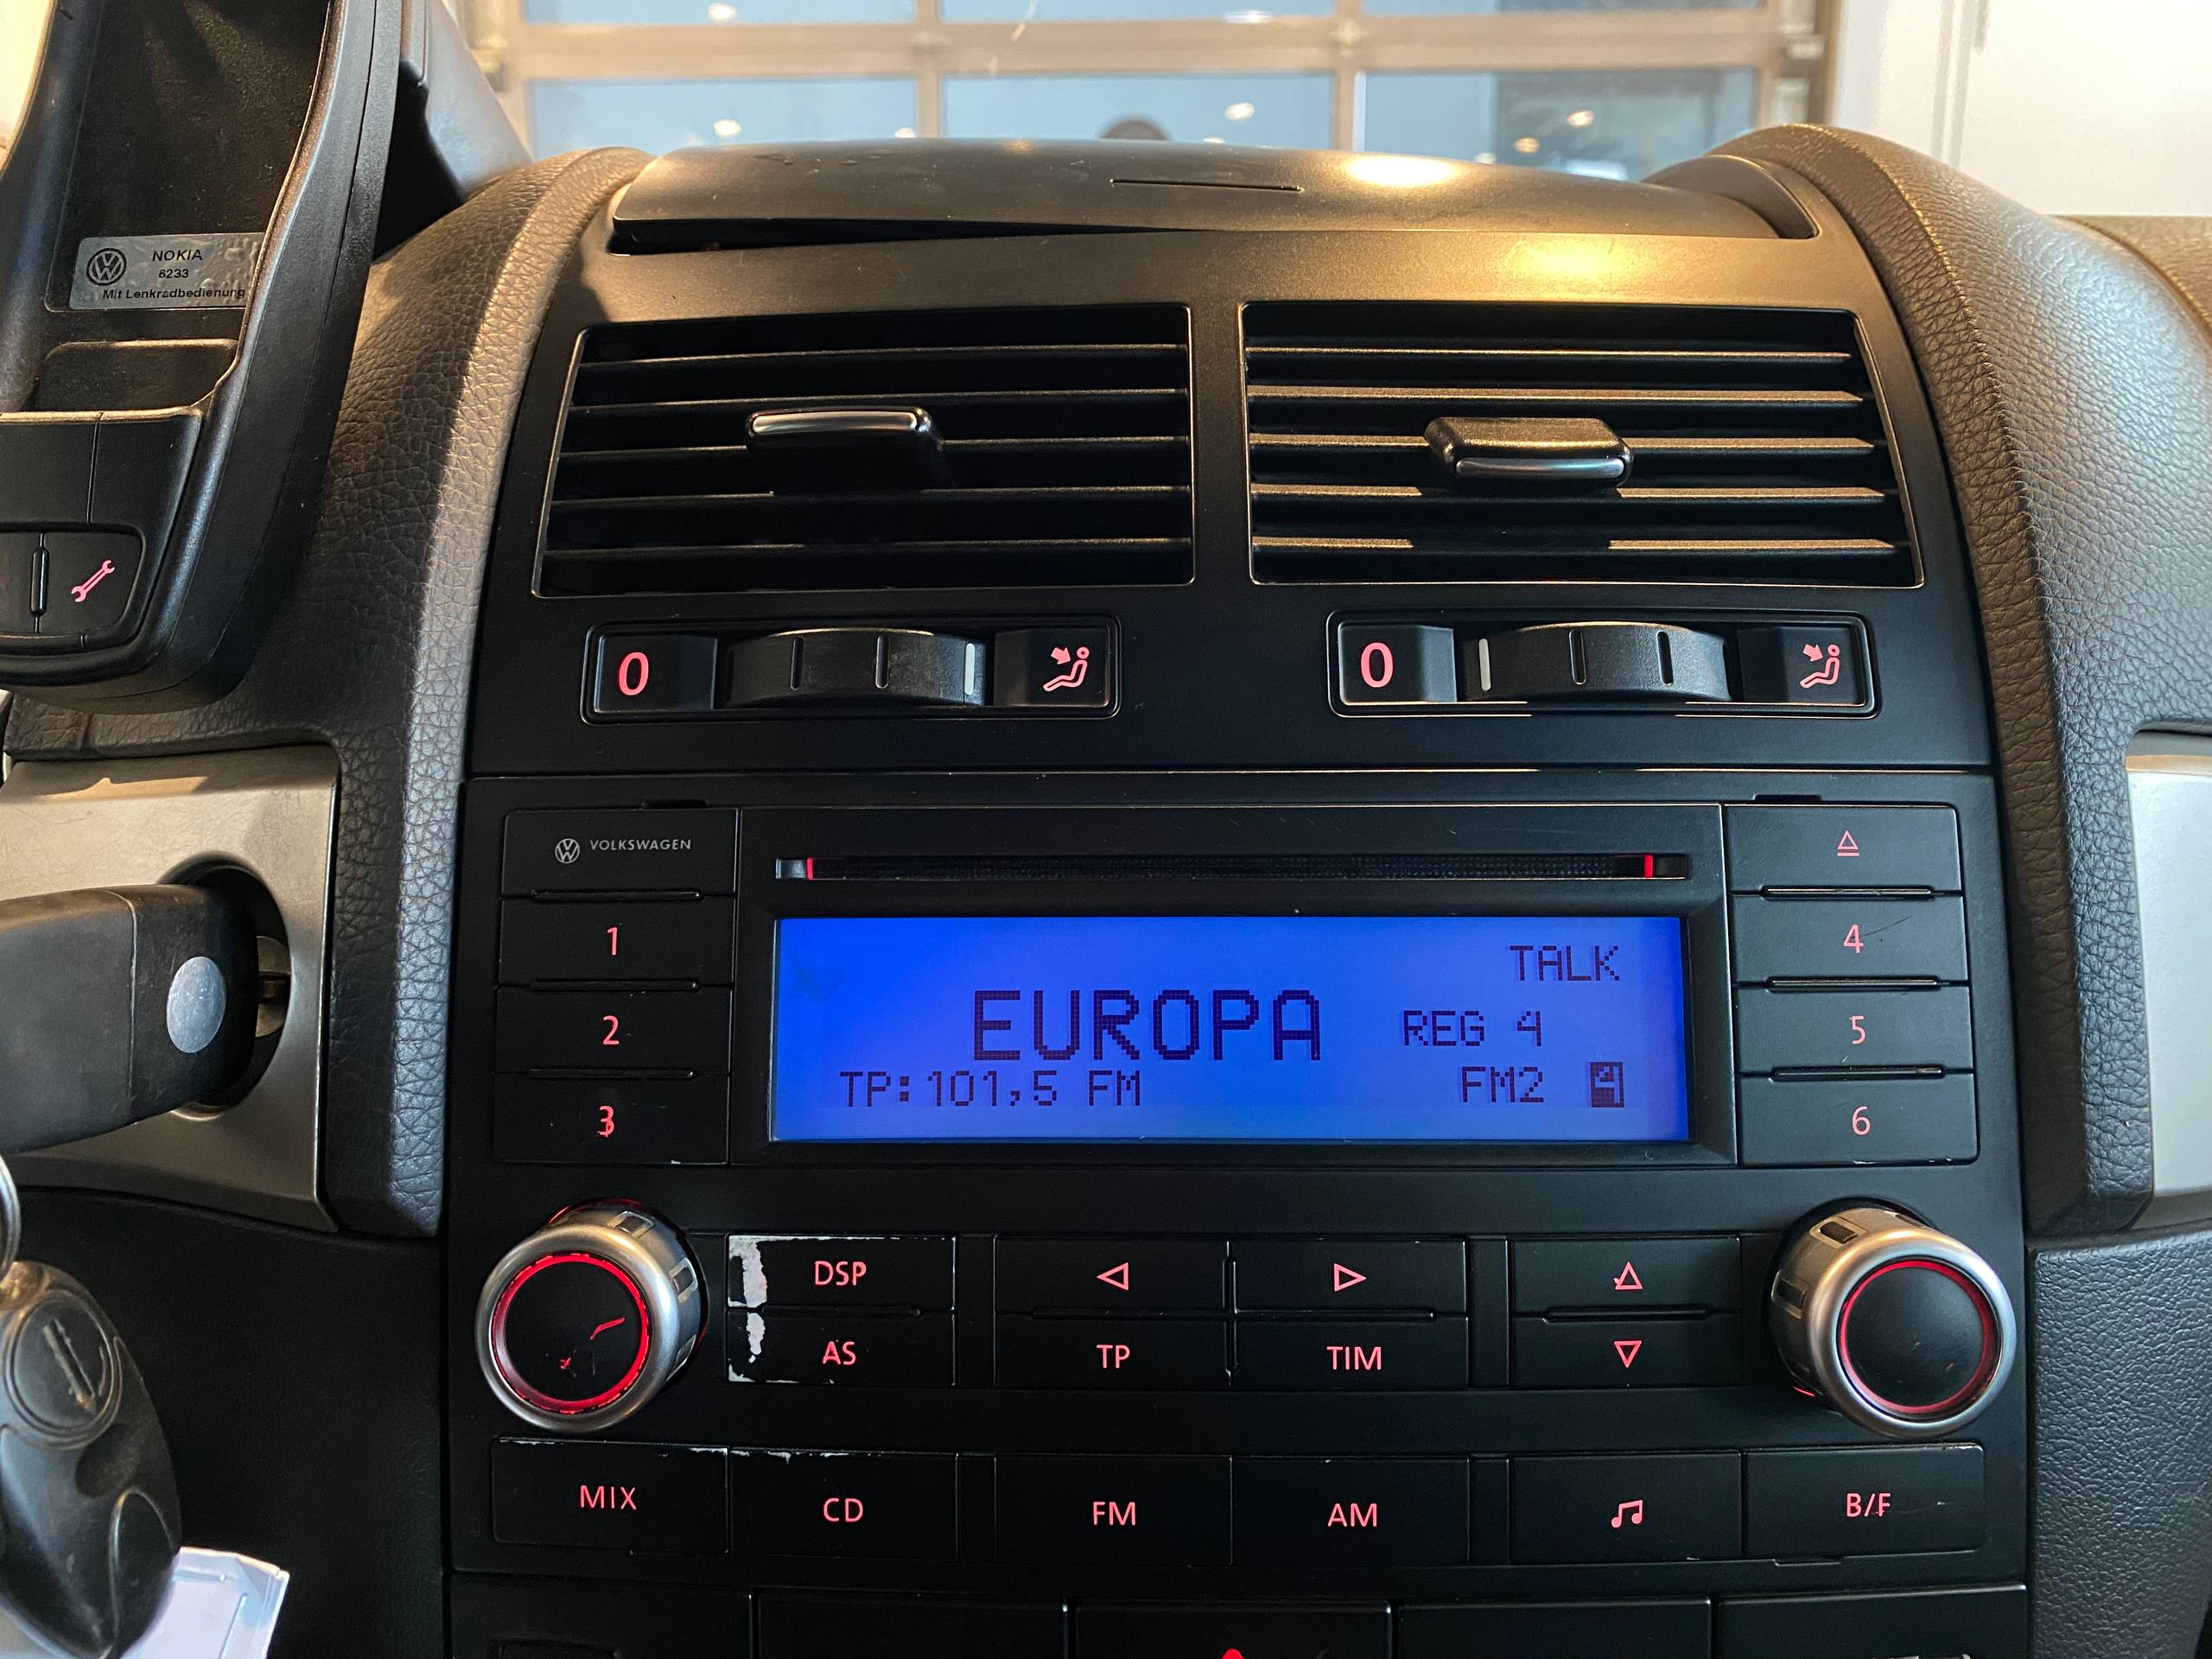 NOKIA
6233
Mit Lenkradbedienung
0
0
VOLKSWAGEN
1
2
3
TALK
EUROPA REG 4
TP:101,5 FM FM2 4
4
5
6
DSP
AS
TP
TIM
MIX
CD
FM
AM
B/F